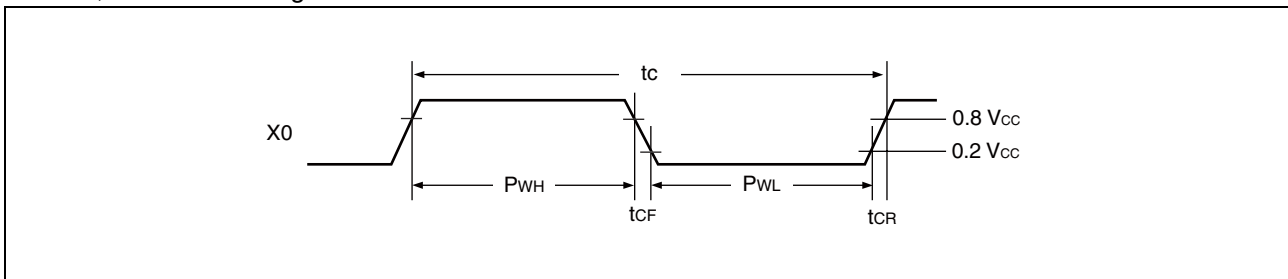 tc
X0
0.8 Vcc
0.2 Vcc
PWH
PWL
tCF
tCR